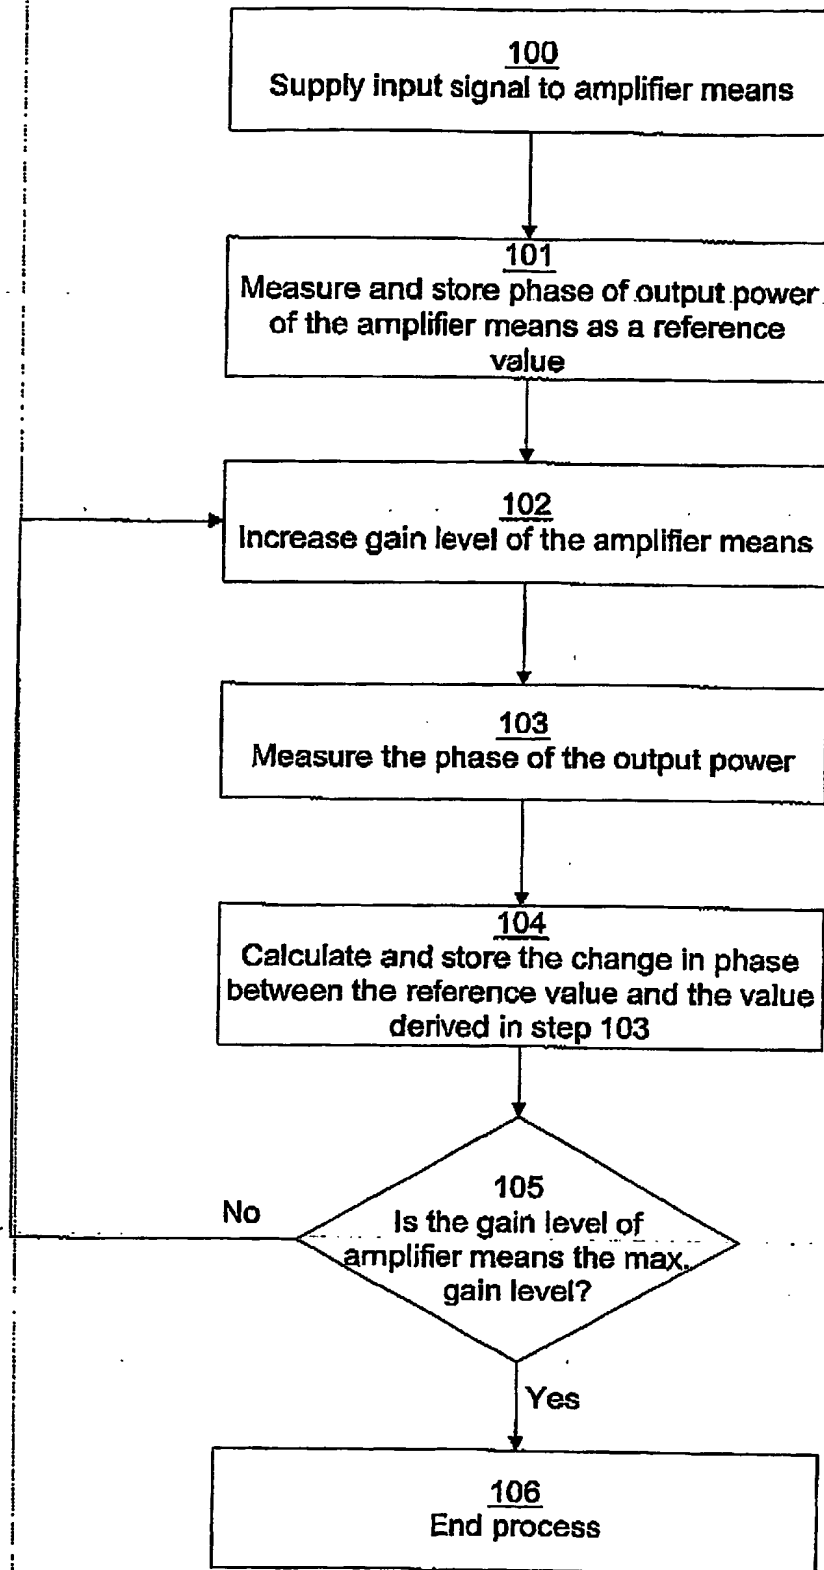 100
Supply input signal to amplifier means
101
Measure and store phase of output power
of the amplifier means as a reference
value
102
Increase gain level of the amplifier means
103
Measure the phase of the output power
104
Calculate and store the change in phase
between the reference value and the value
derived in step 103
105
Is the gain level of
amplifier means the max.
gain level?
No
Yes
106
End process